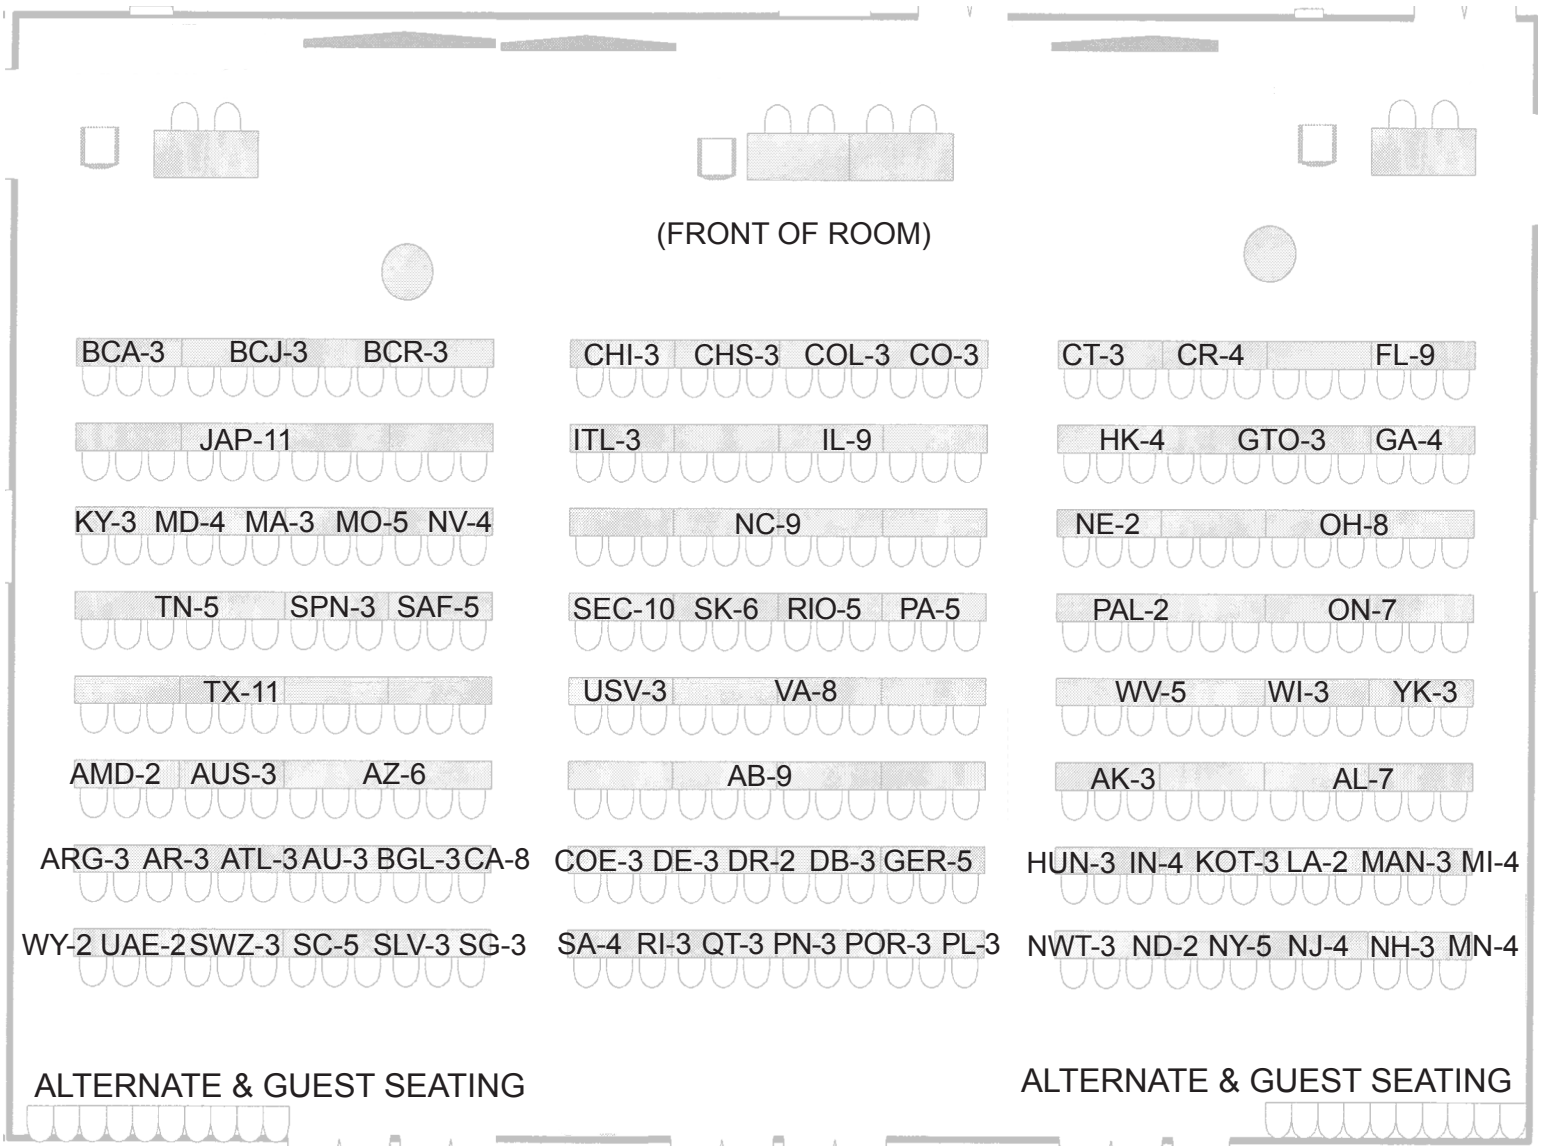 (FRONT OF ROOM)
BCA-3 BCJ-3 BCR-3 CHI-3 CHS-3 COL-3 CO-3 CT-3 CR-4 FL-9
JAP-11 ITL-3 IL-9 HK-4 GTO-3 GA-4
KY-3 MD-4 MA-3 MO-5 NV-4 NC-9 NE-2 OH-8
TN-5 SPN-3 SAF-5 SEC-10 SK-6 RIO-5 PA-5 PAL-2 ON-7
TX-11 USV-3 VA-8 WV-5 WI-3 YK-3
AMD-2 AUS-3 AZ-6 AB-9 AK-3 AL-7
ARG-3 AR-3 ATL-3 AU-3 BGL-3 CA-8 COE-3 DE-3 DR-2 DB-3 GER-5 HUN-3 IN-4 KOT-3 LA-2 MAN-3 MI-4
WY-2 UAE-2 SWZ-3 SC-5 SLV-3 SG-3 SA-4 RI-3 QT-3 PN-3 POR-3 PL-3 NWT-3 ND-2 NY-5 NJ-4 NH-3 MN-4
ALTERNATE & GUEST SEATING ALTERNATE & GUEST SEATING